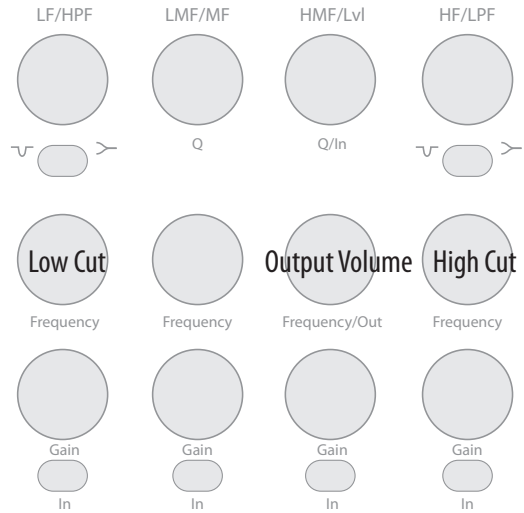 LF/HPF LMF/MF HMF/Lvl HF/LPF
Q Q/In
Low Cut Output Volume High Cut
Frequency Frequency Frequency/Out Frequency
Gain Gain Gain Gain
In In In In